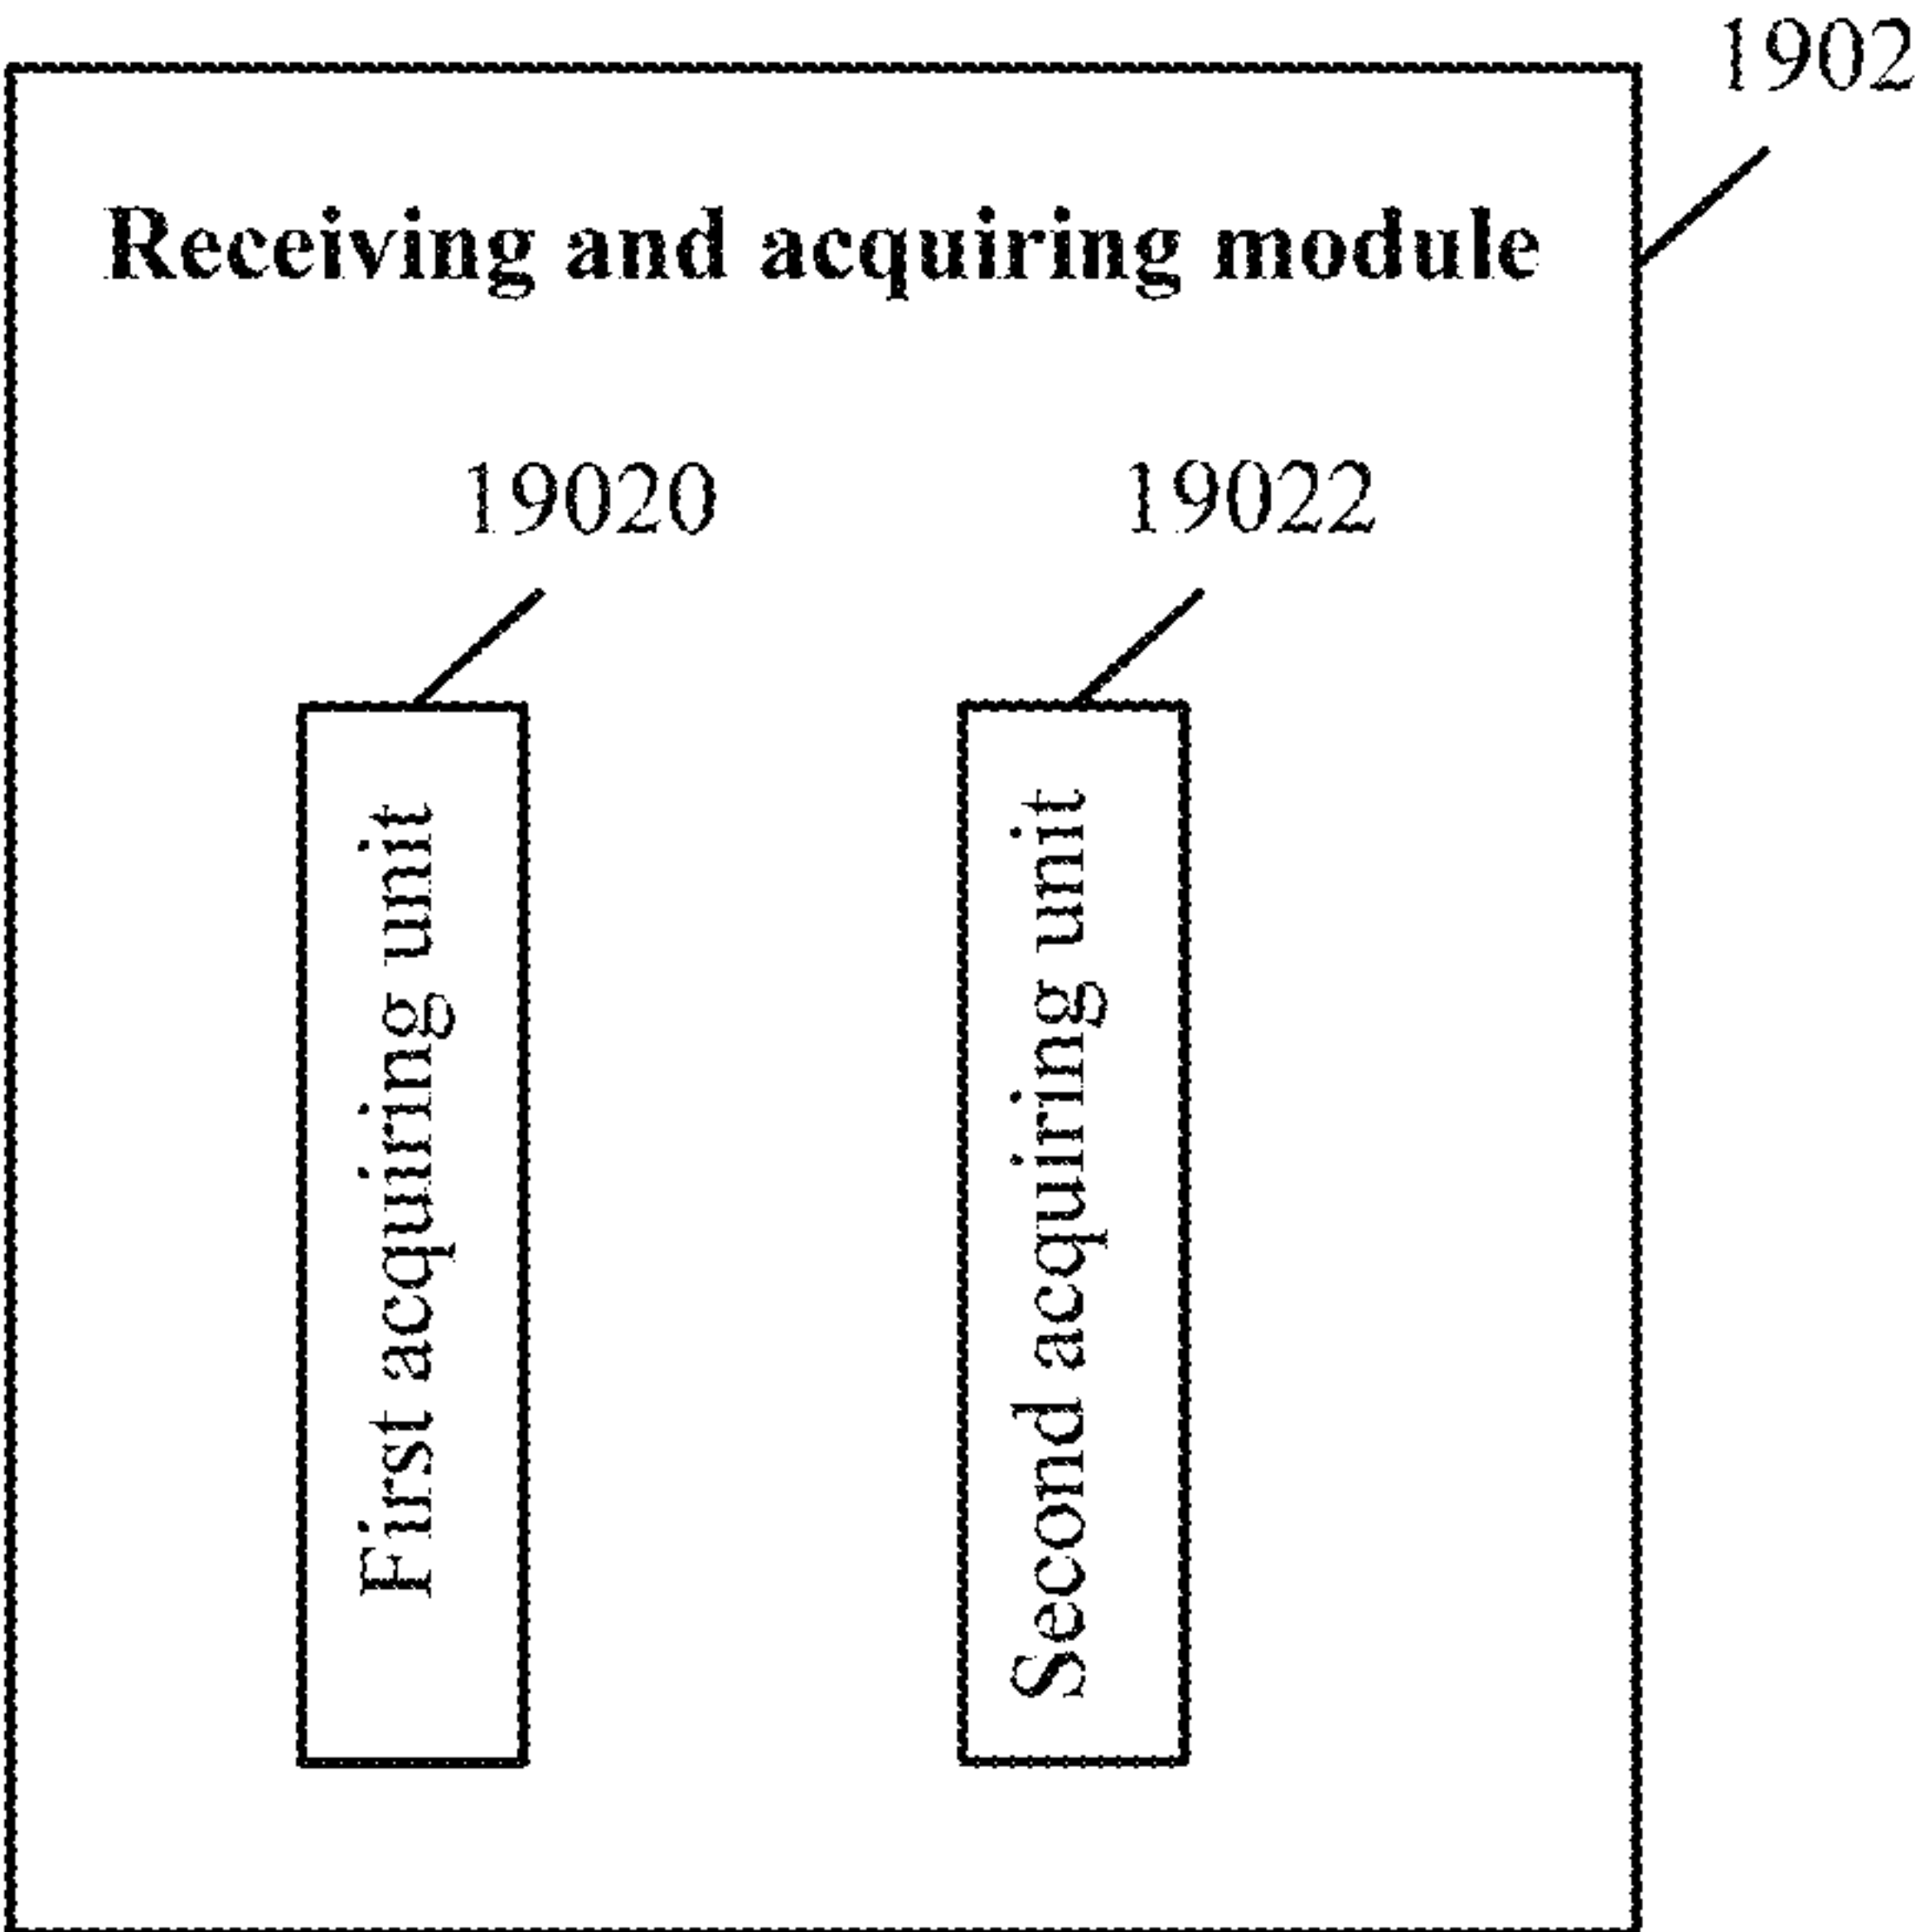 1902
Receiving and acquiring module
19020
19022
First acquiring unit
Second acquiring unit